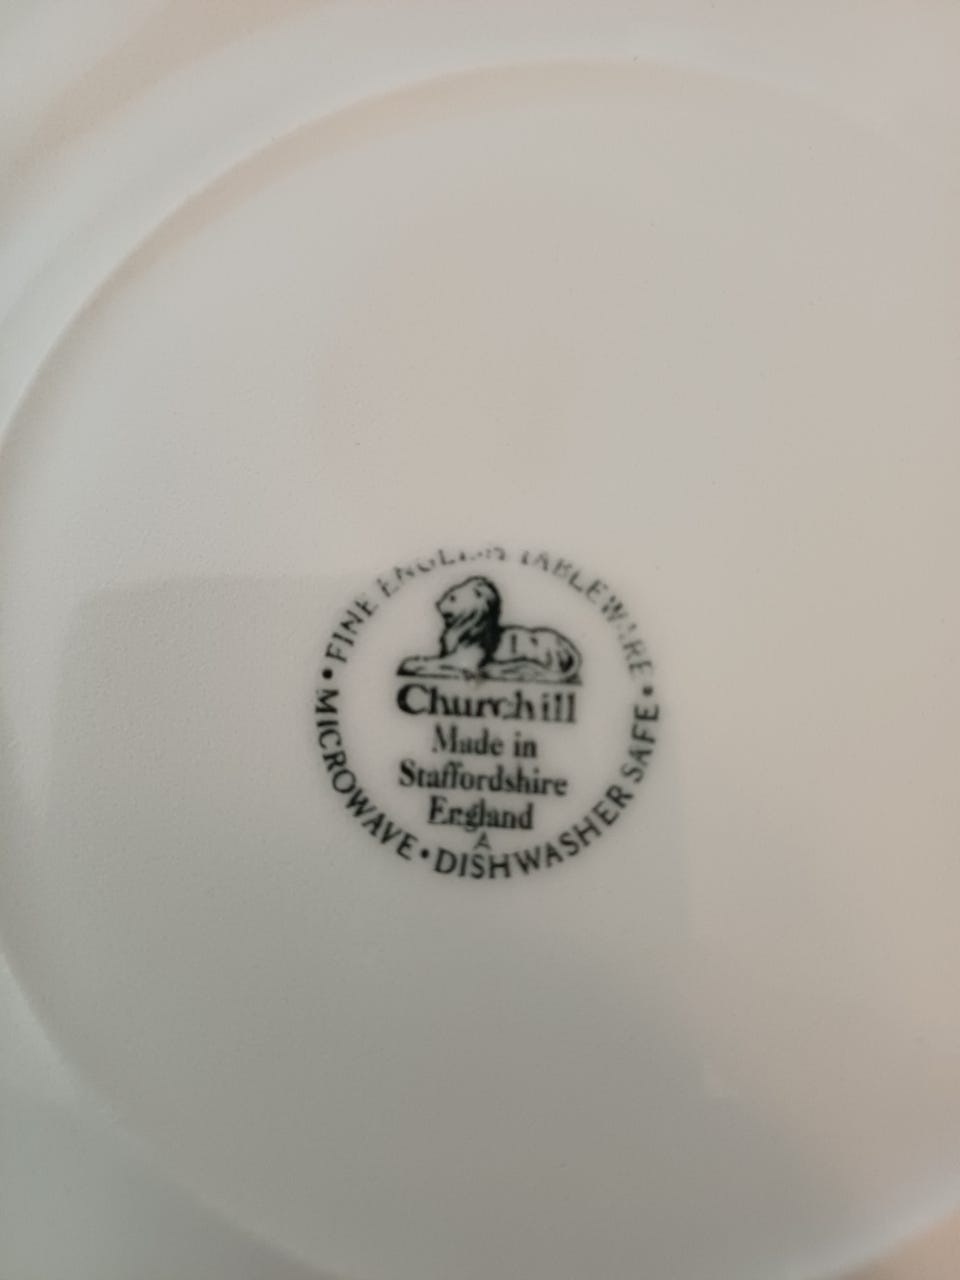 • FINE ENGLISH TABLEWARE •
Churchill
Made in
Staffordshire
England
A
MICROWAVE • DISHWASHER SAFE